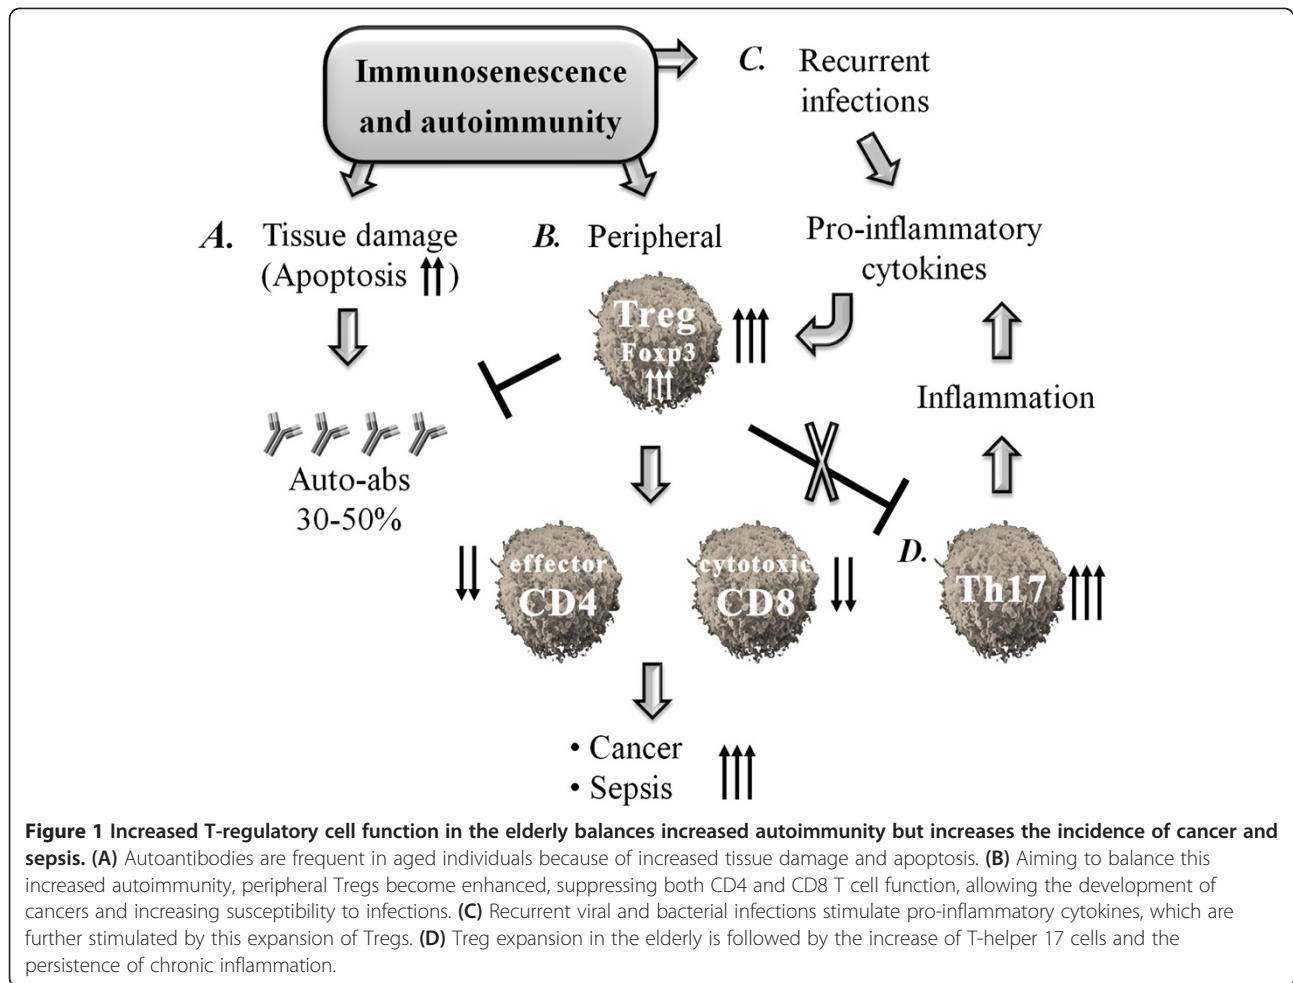 Immunosenescence
and autoimmunity
C. Recurrent
infections
A. Tissue damage
(Apoptosis ⇈)
B. Peripheral
Pro-inflammatory
cytokines
Treg
Foxp3
Inflammation
Auto-abs
30-50%
effector
CD4
cytotoxic
CD8
D.
Th17
• Cancer
• Sepsis
Figure 1 Increased T-regulatory cell function in the elderly balances increased autoimmunity but increases the incidence of cancer and
sepsis. (A) Autoantibodies are frequent in aged individuals because of increased tissue damage and apoptosis. (B) Aiming to balance this
increased autoimmunity, peripheral Tregs become enhanced, suppressing both CD4 and CD8 T cell function, allowing the development of
cancers and increasing susceptibility to infections. (C) Recurrent viral and bacterial infections stimulate pro-inflammatory cytokines, which are
further stimulated by this expansion of Tregs. (D) Treg expansion in the elderly is followed by the increase of T-helper 17 cells and the
persistence of chronic inflammation.